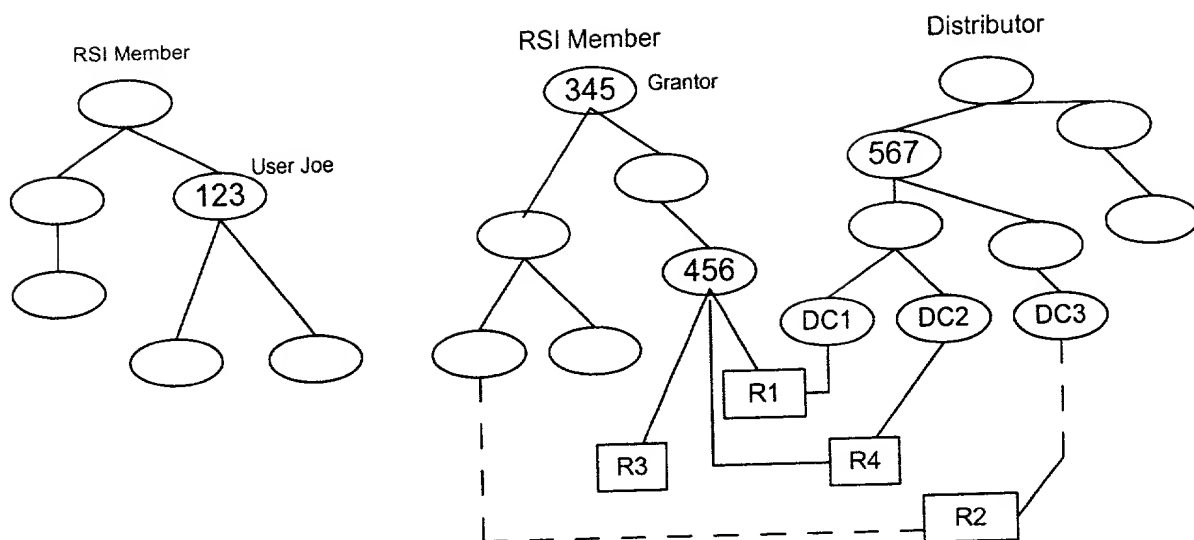 RSI Member
RSI Member
Distributor
345
Grantor
User Joe
123
567
456
DC1
DC2
DC3
R1
R3
R4
R2